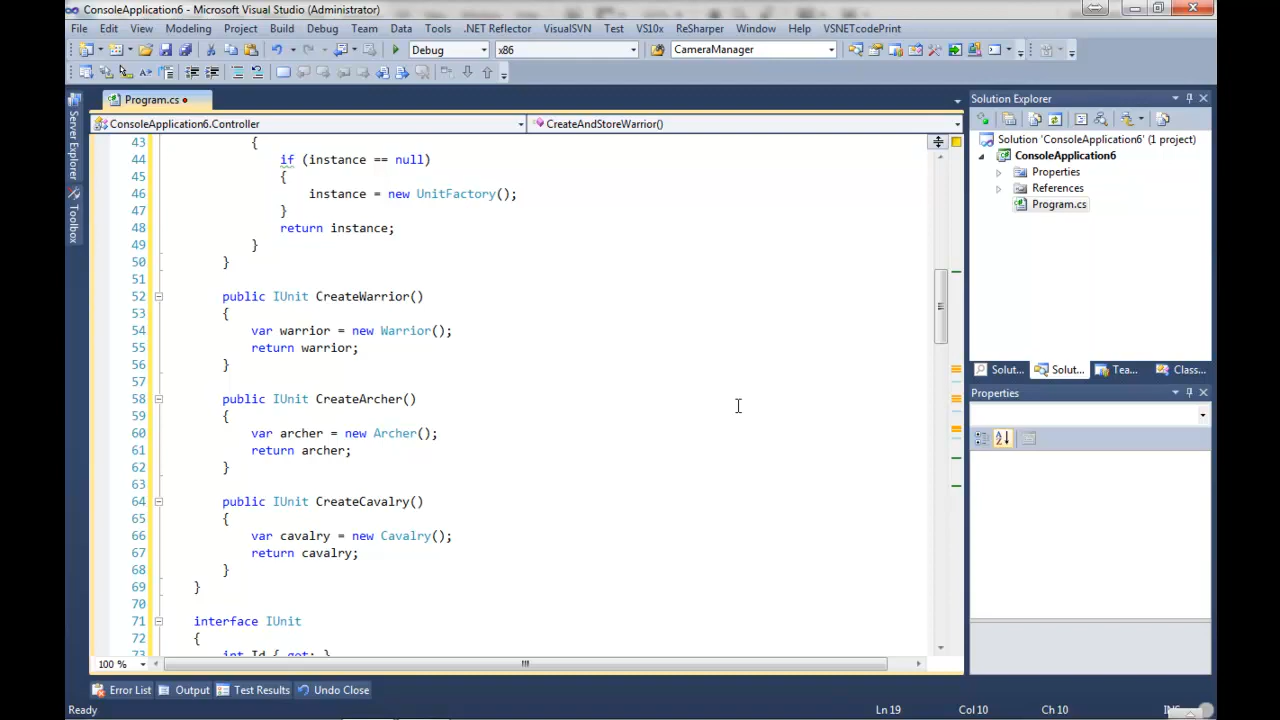 ConsoleApplication6 - Microsoft Visual Studio (Administrator)
File Edit View Modeling Project Build Debug Team Tools .NET Reflector VisualSVN Test VS10x ReSharper Window Help VSNETcodePrint
Debug x86 CameraManager
Program.cs
Solution Explorer
ConsoleApplication6.Controller CreateAndStoreWarrior()
Server Explorer
Toolbox
43 {
44 if (instance == null)
45 {
46 instance = new UnitFactory();
47 }
48 return instance;
49 }
50 }
51
52 public IUnit CreateWarrior()
53 {
54 var warrior = new Warrior();
55 return warrior;
56 }
57
58 public IUnit CreateArcher()
59 {
60 var archer = new Archer();
61 return archer;
62 }
63
64 public IUnit CreateCavalry()
65 {
66 var cavalry = new Cavalry();
67 return cavalry;
68 }
69 }
70
71 interface IUnit
72 {
73 int Id { get; }
100 %
Solution 'ConsoleApplication6' (1 project)
ConsoleApplication6
Properties
References
Program.cs
Solut... Solut... Tea... Class...
Properties
Error List Output Test Results Undo Close
Ready Ln 19 Col 10 Ch 10